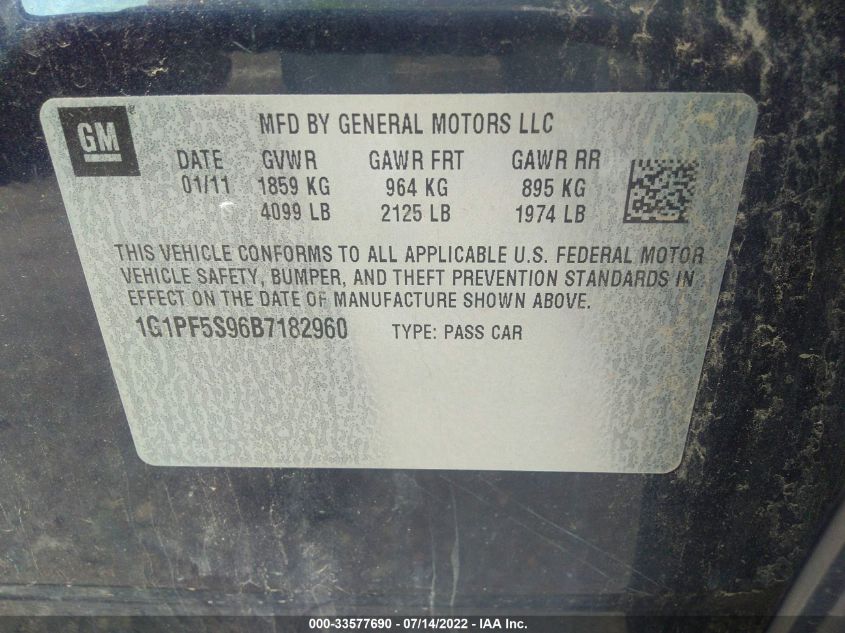 GM
MFD BY GENERAL MOTORS LLC
DATE GVWR GAWR FRT GAWR RR
01/11 1859 KG 964 KG 895 KG
4099 LB 2125 LB 1974 LB
THIS VEHICLE CONFORMS TO ALL APPLICABLE U.S. FEDERAL MOTOR
VEHICLE SAFETY, BUMPER, AND THEFT PREVENTION STANDARDS IN
EFFECT ON THE DATE OF MANUFACTURE SHOWN ABOVE.
1G1PF5S96B7182960 TYPE: PASS CAR
000-33577690 - 07/14/2022 - IAA Inc.